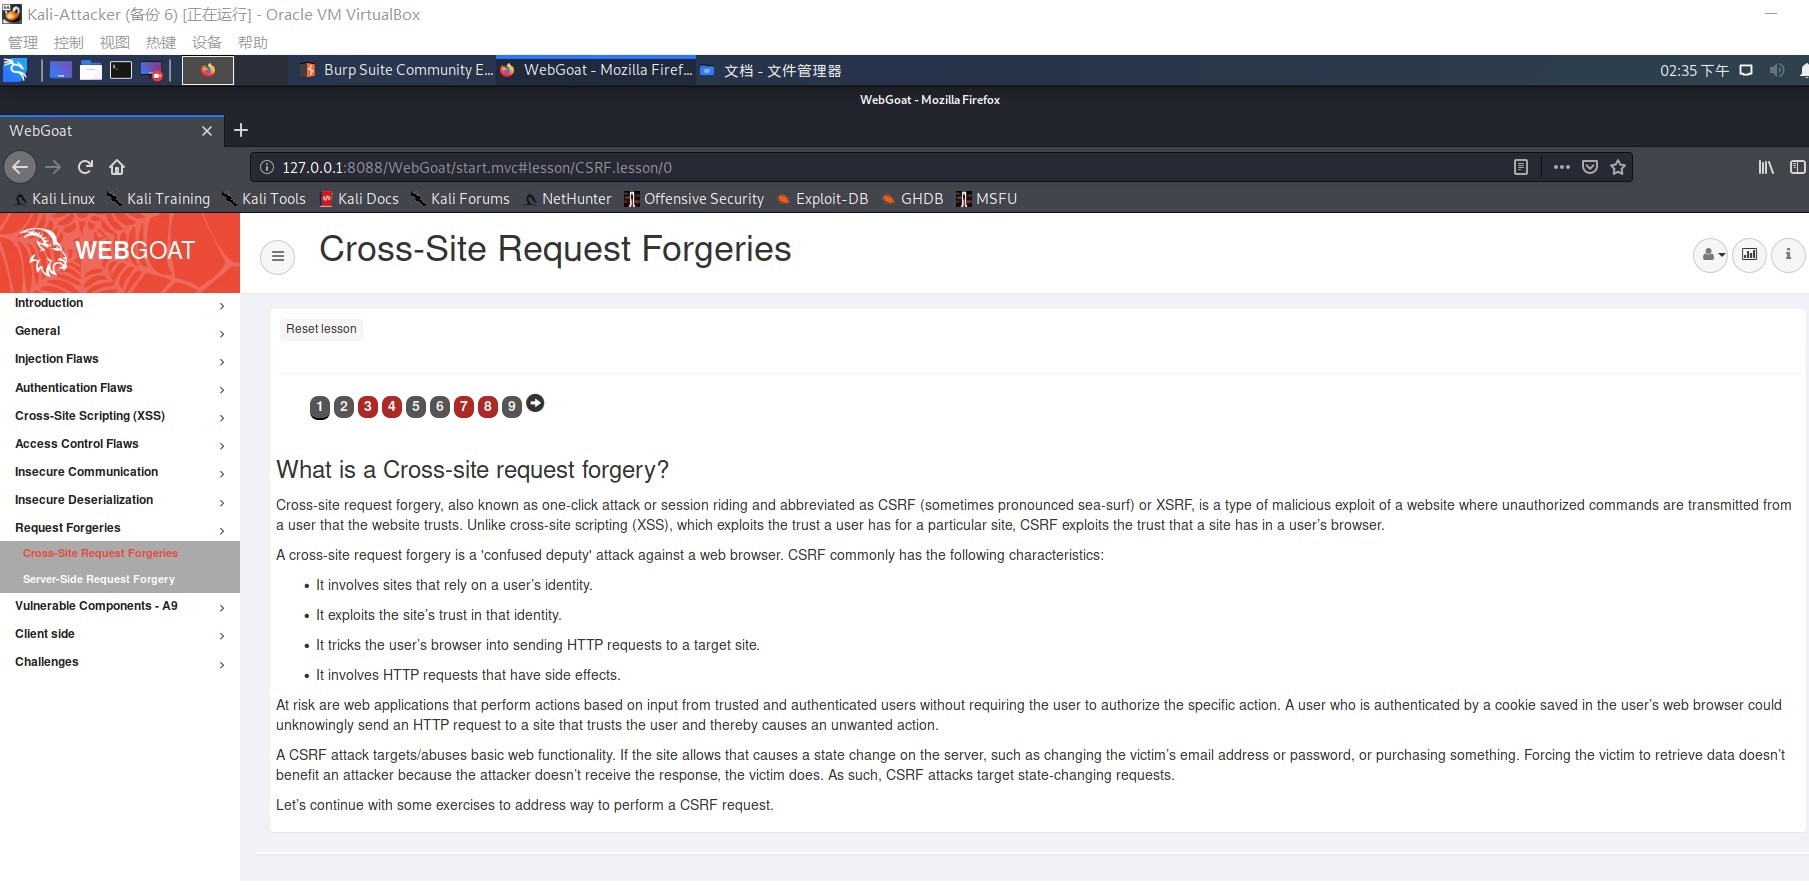 Kali-Attacker (备份 6) [正在运行] - Oracle VM VirtualBox
管理 控制 视图 热键 设备 帮助
Burp Suite Community E... WebGoat - Mozilla Firef... 文档 - 文件管理器 02:35 下午
WebGoat - Mozilla Firefox
WebGoat
127.0.0.1:8088/WebGoat/start.mvc#lesson/CSRF.lesson/0
Kali Linux Kali Training Kali Tools Kali Docs Kali Forums NetHunter Offensive Security Exploit-DB GHDB MSFU
WEBGOAT
Cross-Site Request Forgeries
Introduction
General
Injection Flaws
Authentication Flaws
Cross-Site Scripting (XSS)
Access Control Flaws
Insecure Communication
Insecure Deserialization
Request Forgeries
Cross-Site Request Forgeries
Server-Side Request Forgery
Vulnerable Components - A9
Client side
Challenges
Reset lesson
1 2 3 4 5 6 7 8 9
What is a Cross-site request forgery?
Cross-site request forgery, also known as one-click attack or session riding and abbreviated as CSRF (sometimes pronounced sea-surf) or XSRF, is a type of malicious exploit of a website where unauthorized commands are transmitted from
a user that the website trusts. Unlike cross-site scripting (XSS), which exploits the trust a user has for a particular site, CSRF exploits the trust that a site has in a user’s browser.
A cross-site request forgery is a 'confused deputy' attack against a web browser. CSRF commonly has the following characteristics:
• It involves sites that rely on a user’s identity.
• It exploits the site’s trust in that identity.
• It tricks the user’s browser into sending HTTP requests to a target site.
• It involves HTTP requests that have side effects.
At risk are web applications that perform actions based on input from trusted and authenticated users without requiring the user to authorize the specific action. A user who is authenticated by a cookie saved in the user’s web browser could
unknowingly send an HTTP request to a site that trusts the user and thereby causes an unwanted action.
A CSRF attack targets/abuses basic web functionality. If the site allows that causes a state change on the server, such as changing the victim’s email address or password, or purchasing something. Forcing the victim to retrieve data doesn’t
benefit an attacker because the attacker doesn’t receive the response, the victim does. As such, CSRF attacks target state-changing requests.
Let’s continue with some exercises to address way to perform a CSRF request.